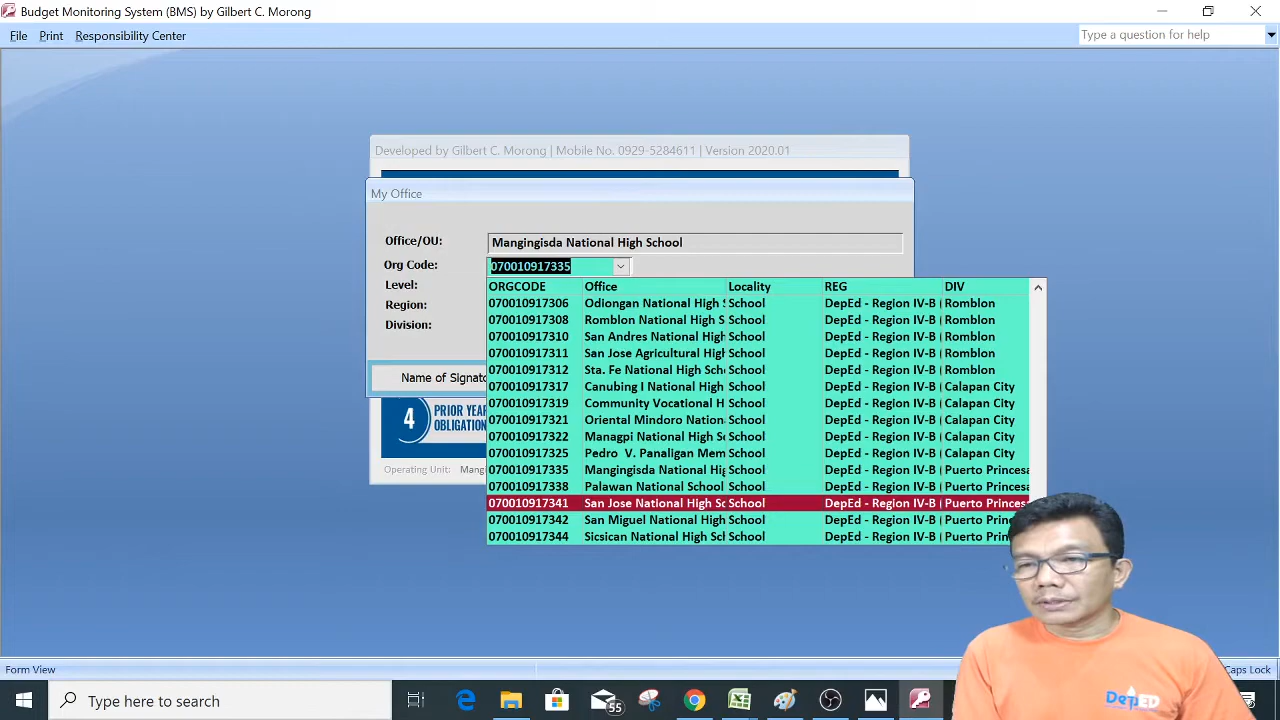 Budget Monitoring System (BMS) by Gilbert C. Morong
File Print Responsibility Center
Type a question for help
Developed by Gilbert C. Morong | Mobile No. 0929-5284611 | Version 2020.01
My Office
Office/OU: Mangingisda National High School
Org Code: 070010917335
Level:
Region:
Division:
ORGCODE Office Locality REG DIV
070010917306 Odiongan National High School DepEd - Region IV-B ( Romblon
070010917308 Romblon National High S School DepEd - Region IV-B ( Romblon
070010917310 San Andres National High School DepEd - Region IV-B ( Romblon
070010917311 San Jose Agricultural High School DepEd - Region IV-B ( Romblon
070010917312 Sta. Fe National High Sch School DepEd - Region IV-B ( Romblon
070010917317 Canubing I National High School DepEd - Region IV-B ( Calapan City
070010917319 Community Vocational H School DepEd - Region IV-B ( Calapan City
070010917321 Oriental Mindoro Nation School DepEd - Region IV-B ( Calapan City
070010917322 Managpi National High Sc School DepEd - Region IV-B ( Calapan City
070010917325 Pedro V. Panaligan Mem School DepEd - Region IV-B ( Calapan City
070010917335 Mangingisda National Hig School DepEd - Region IV-B ( Puerto Princesa
070010917338 Palawan National School School DepEd - Region IV-B ( Puerto Princesa
070010917341 San Jose National High Sc School DepEd - Region IV-B ( Puerto Princes
070010917342 San Miguel National High School DepEd - Region IV-B ( Puerto Princ
070010917344 Sicsican National High Scl School DepEd - Region IV-B ( Puerto Prin
Name of Signato
4 PRIOR YEAR
OBLIGATION
Operating Unit: Mang
Form View
Caps Lock
Type here to search
55
DepED